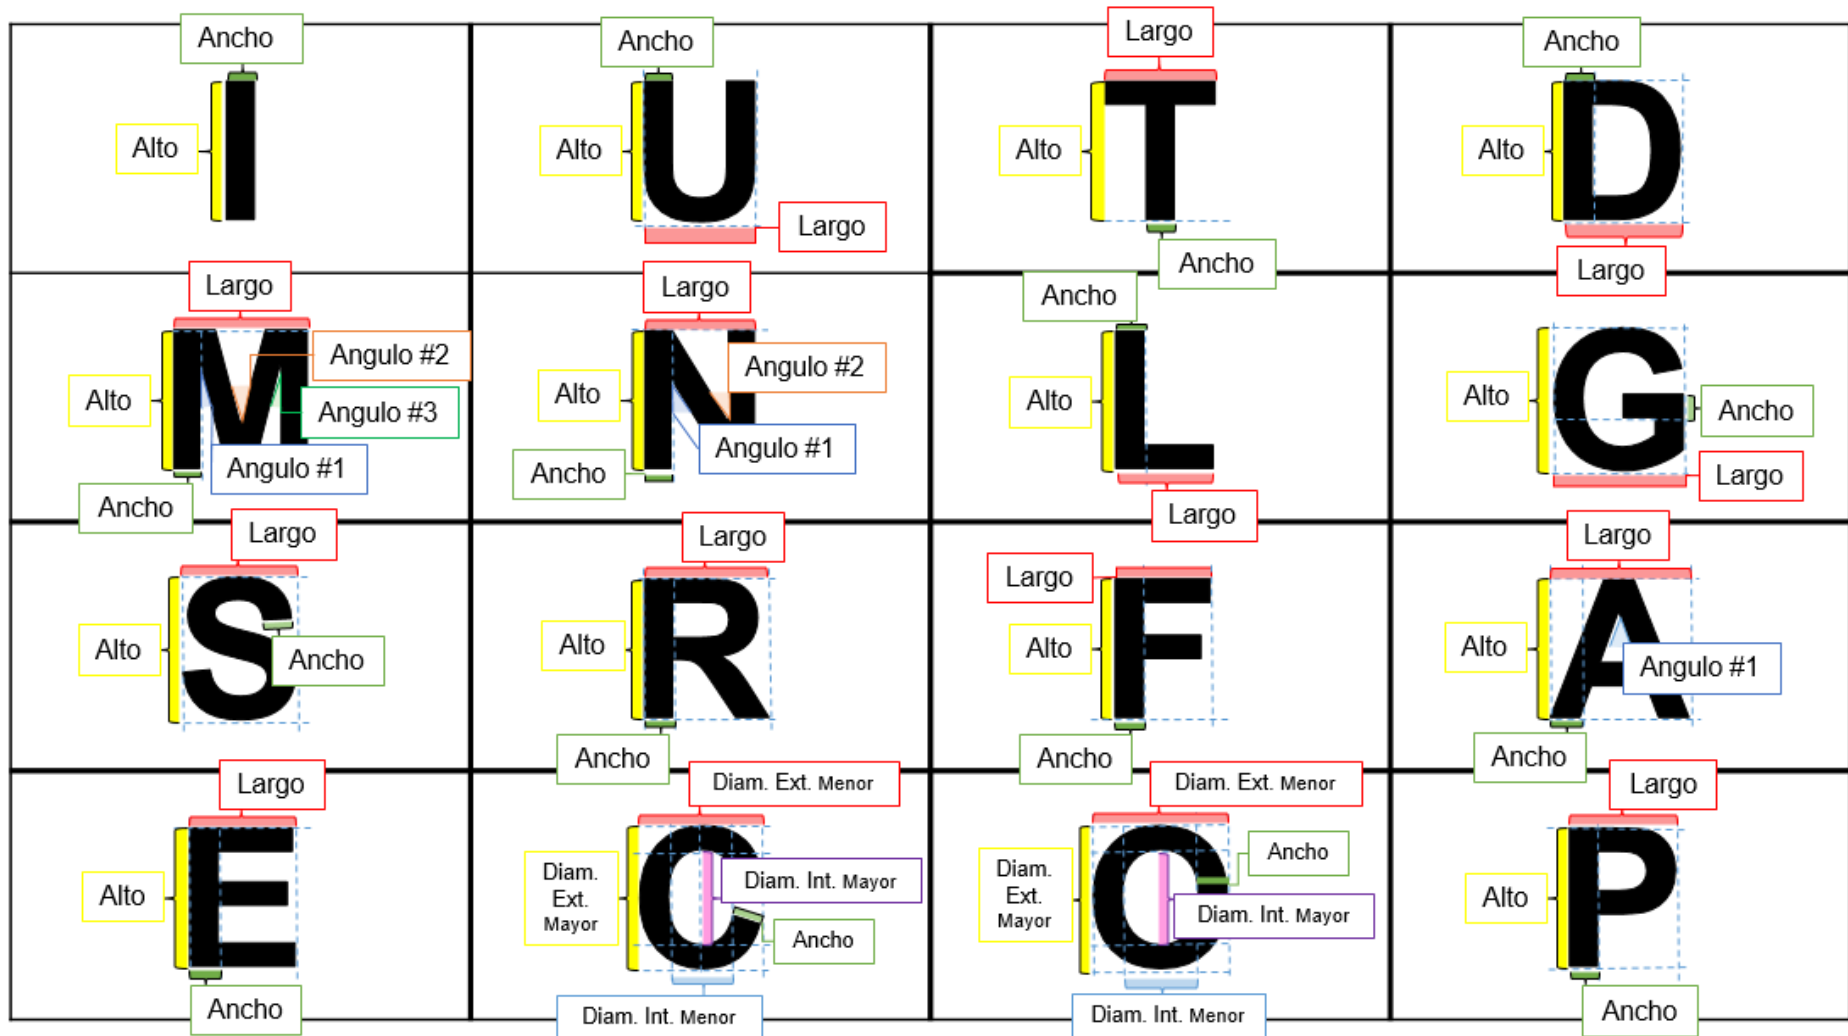 Ancho
Alto
I
Ancho
Alto
U
Largo
Largo
Alto
T
Ancho
Ancho
Alto
D
Largo
Largo
Alto
M
Angulo #2
Angulo #3
Angulo #1
Ancho
Largo
Alto
N
Angulo #2
Angulo #1
Ancho
Ancho
Alto
L
Largo
Alto
G
Ancho
Largo
Largo
Alto
S
Ancho
Largo
Alto
R
Ancho
Largo
Alto
F
Ancho
Largo
Alto
A
Angulo #1
Ancho
Largo
Alto
E
Ancho
Diam. Ext. Menor
Diam.
Ext.
Mayor
C
Diam. Int. Mayor
Ancho
Diam. Int. Menor
Diam. Ext. Menor
Diam.
Ext.
Mayor
O
Ancho
Diam. Int. Mayor
Diam. Int. Menor
Largo
Alto
P
Ancho